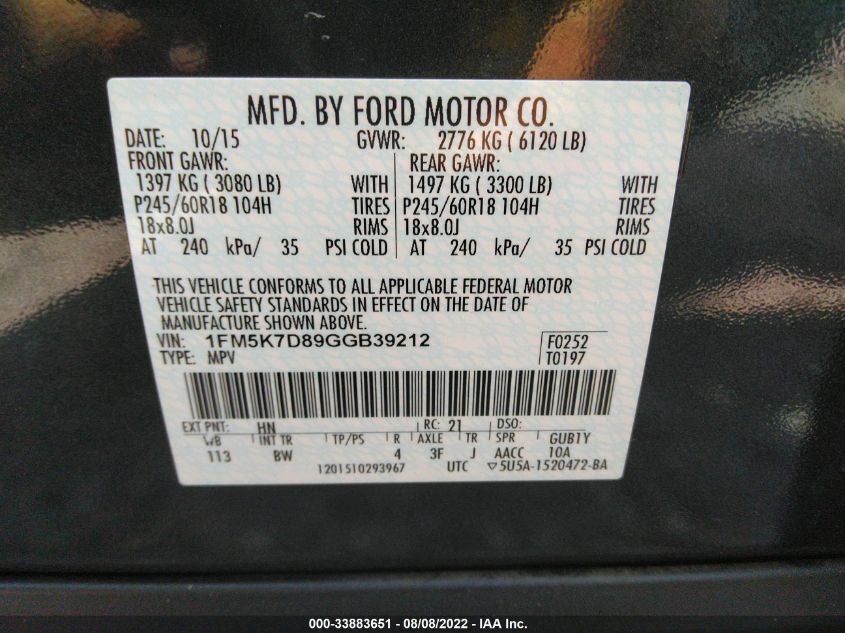 MFD. BY FORD MOTOR CO.
DATE: 10/15 GVWR: 2776 KG ( 6120 LB)
FRONT GAWR: REAR GAWR:
1397 KG ( 3080 LB) WITH 1497 KG ( 3300 LB) WITH
P245/60R18 104H TIRES P245/60R18 104H TIRES
18x8.0J RIMS 18x8.0J RIMS
AT 240 kPa/ 35 PSI COLD AT 240 kPa/ 35 PSI COLD
THIS VEHICLE CONFORMS TO ALL APPLICABLE FEDERAL MOTOR
VEHICLE SAFETY STANDARDS IN EFFECT ON THE DATE OF
MANUFACTURE SHOWN ABOVE.
VIN: 1FM5K7D89GGB39212 F0252
TYPE: MPV T0197
EXT PNT: HN RC: 21 DSO:
WB INT TR TP/PS R AXLE TR SPR GUB1Y
113 BW 4 3F J AACC 10A
1201510293967 UTC ▽5U5A-1520472-BA
000-33883651 - 08/08/2022 - IAA Inc.